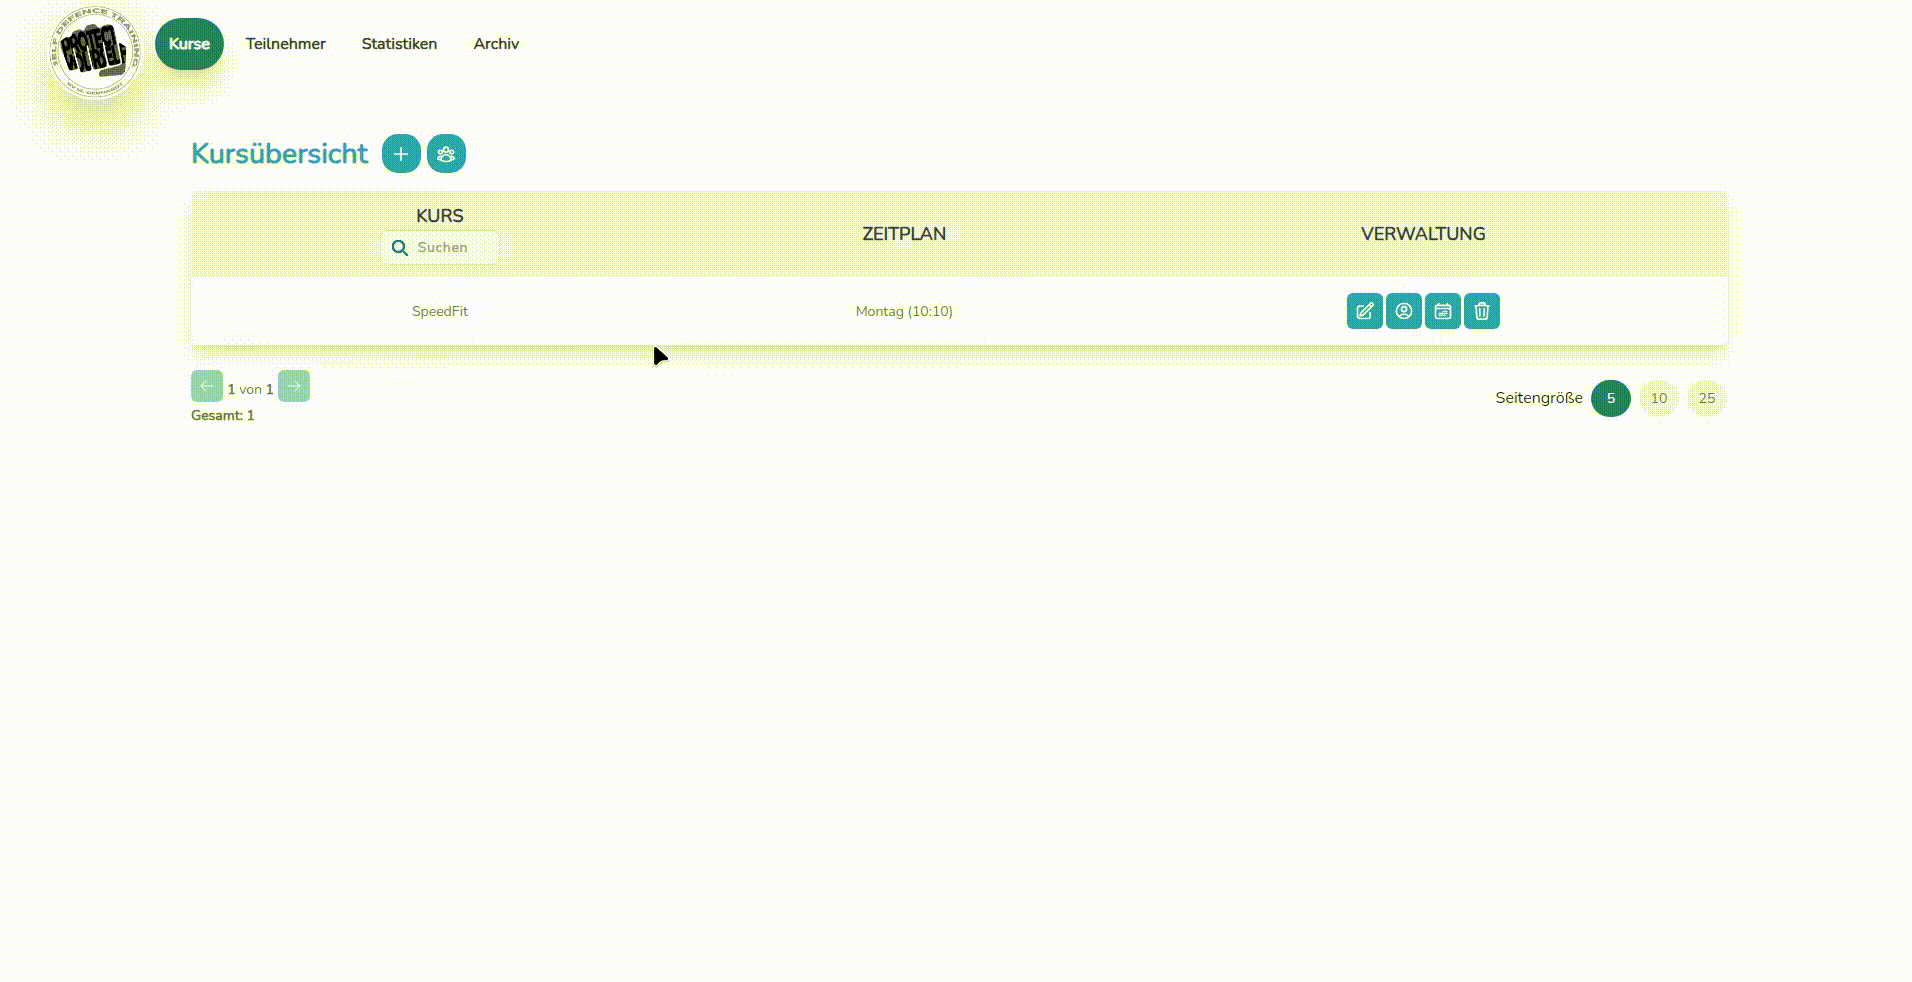 SELF DEFENCE TRAINING
Kurse Teilnehmer Statistiken Archiv
Kursübersicht
KURS ZEITPLAN VERWALTUNG
Suchen
SpeedFit Montag (10:10)
1 von 1
Gesamt: 1
Seitengröße 5 10 25